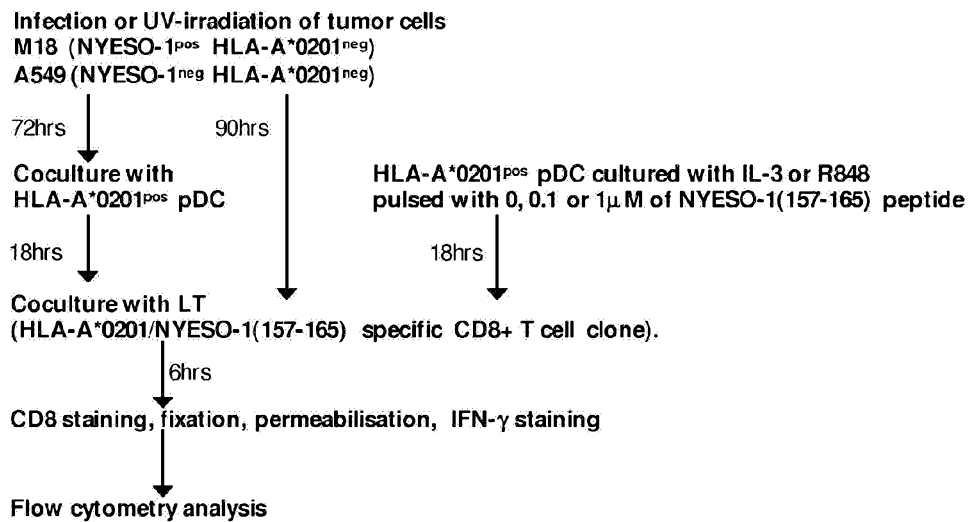 Infection or UV-irradiation of tumor cells
M18 (NYESO-1pos HLA-A*0201neg)
A549 (NYESO-1neg HLA-A*0201neg)
72hrs
90hrs
Coculture with
HLA-A*0201pos pDC
HLA-A*0201pos pDC cultured with IL-3 or R848
pulsed with 0, 0.1 or 1µM of NYESO-1(157-165) peptide
18hrs
18hrs
Coculture with LT
(HLA-A*0201/NYESO-1(157-165) specific CD8+ T cell clone).
6hrs
CD8 staining, fixation, permeabilisation, IFN-γ staining
Flow cytometry analysis